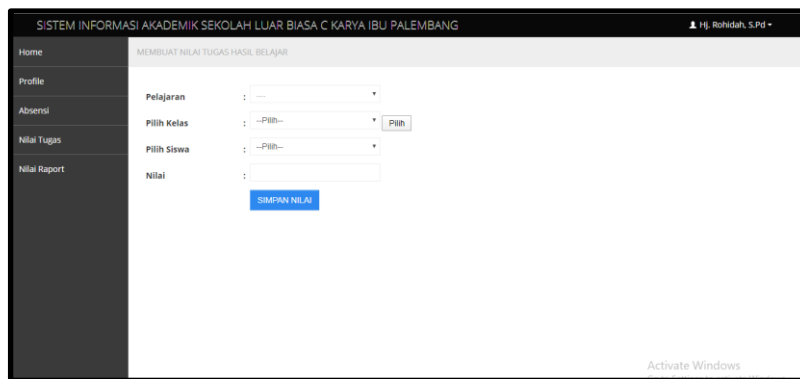 SISTEM INFORMASI AKADEMIK SEKOLAH LUAR BIASA C KARYA IBU PALEMBANG
Hj. Rohidah, S.Pd
Home
Profile
Absensi
Nilai Tugas
Nilai Raport
MEMBUAT NILAI TUGAS HASIL BELAJAR
Pelajaran : ---
Pilih Kelas : --Pilih-- Pilih
Pilih Siswa : --Pilih--
Nilai :
SIMPAN NILAI
Activate Windows